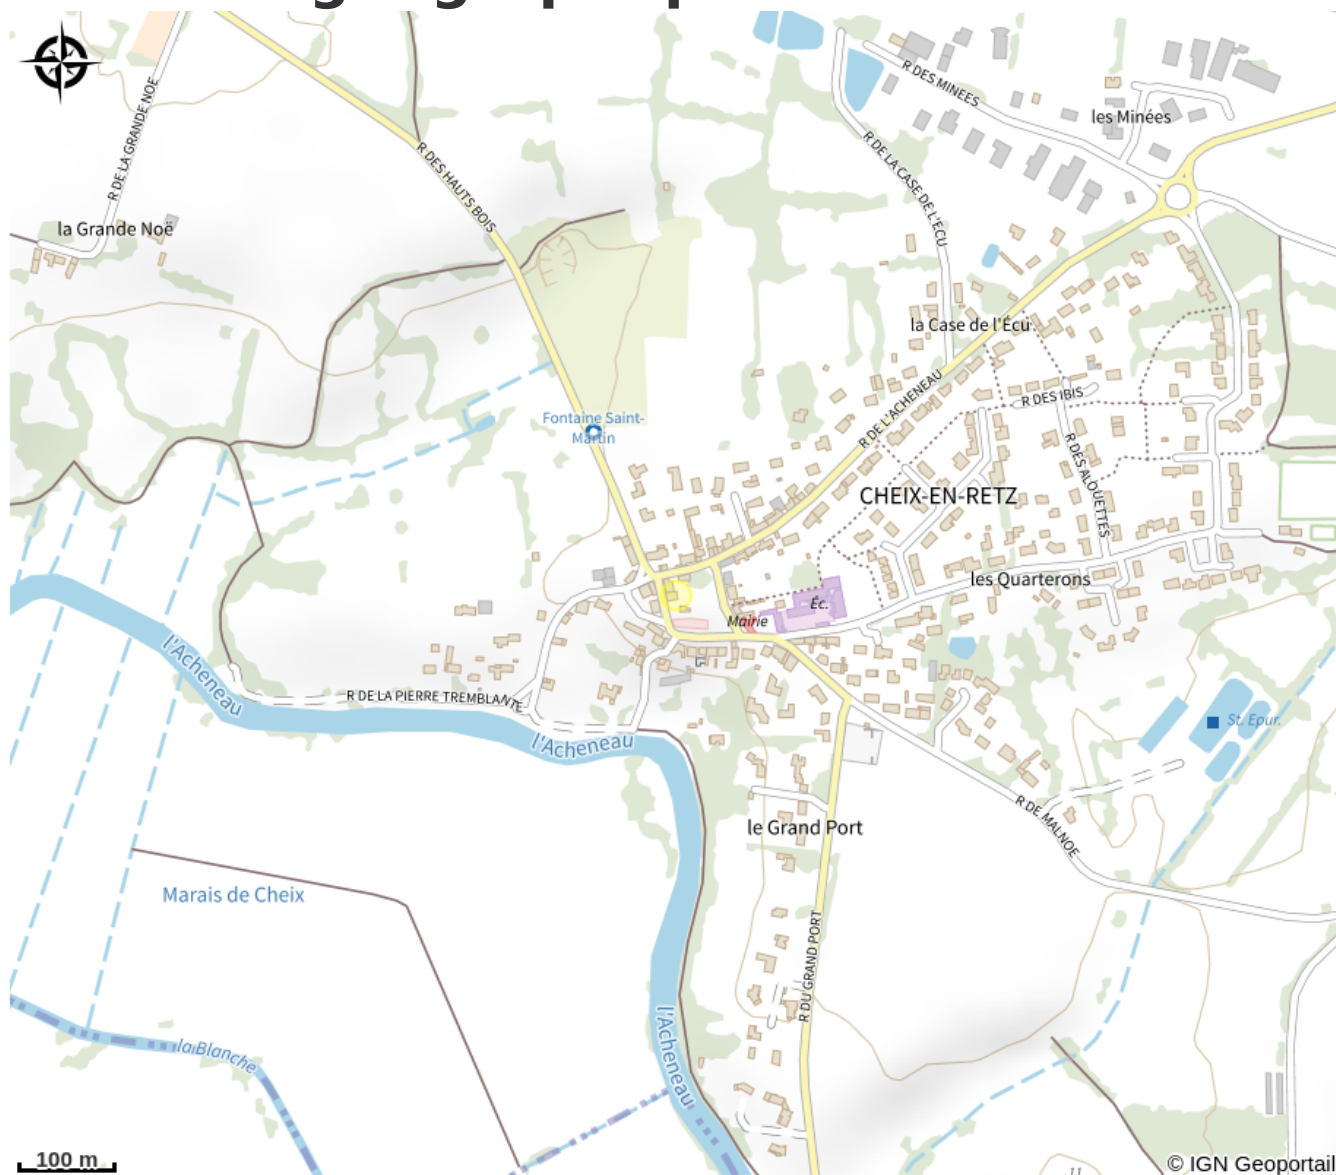 R DE LA GRANDE NOE
la Grande Noë
R DES HAUTS BOIS
R DES MINEES
les Minées
R DE LA CASE DE L'ECU
la Case de l'Écu
R DE L'ACHENEAU
R DES IBIS
R DES ALOUETTES
Fontaine Saint-
Martin
CHEIX-EN-RETZ
les Quarterons
Éc.
Mairie
l'Acheneau
R DE LA PIERRE TREMBLANTE
l'Acheneau
St. Epur.
le Grand Port
R DE MALNOE
Marais de Cheix
R DU GRAND PORT
la Blanche
l'Acheneau
100 m
11
© IGN Geoportail